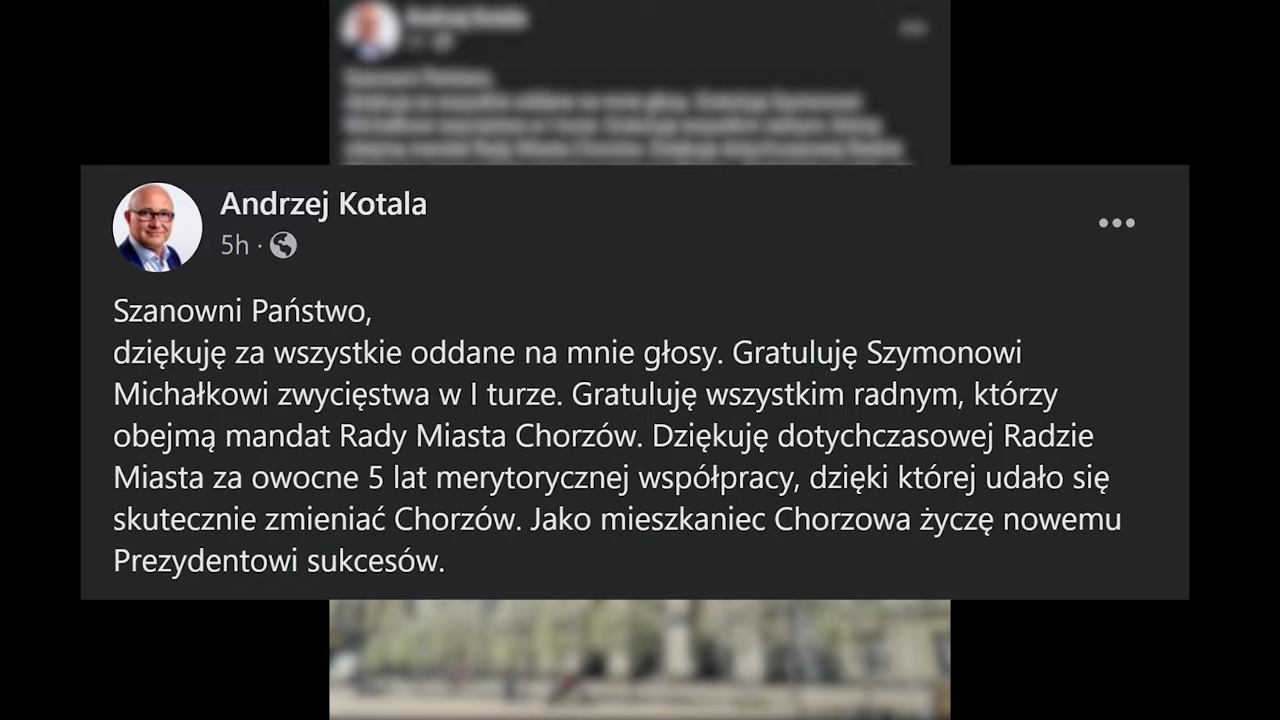 Andrzej Kotala
5h ·
Szanowni Państwo,
dziękuję za wszystkie oddane na mnie głosy. Gratuluję Szymonowi
Michałkowi zwycięstwa w I turze. Gratuluję wszystkim radnym, którzy
obejmą mandat Rady Miasta Chorzów. Dziękuję dotychczasowej Radzie
Miasta za owocne 5 lat merytorycznej współpracy, dzięki której udało się
skutecznie zmieniać Chorzów. Jako mieszkaniec Chorzowa życzę nowemu
Prezydentowi sukcesów.